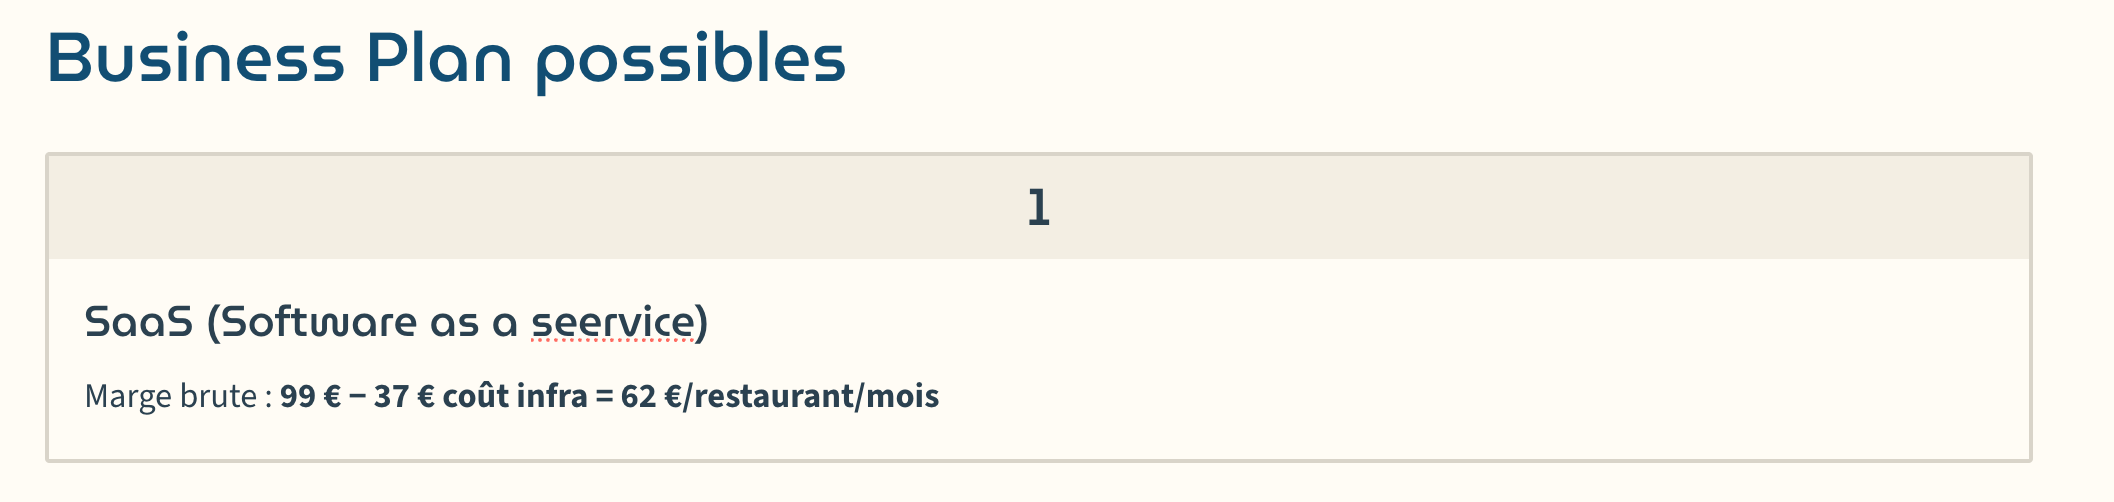 Business Plan possibles
1
SaaS (Software as a seervice)
Marge brute : 99 € − 37 € coût infra = 62 €/restaurant/mois